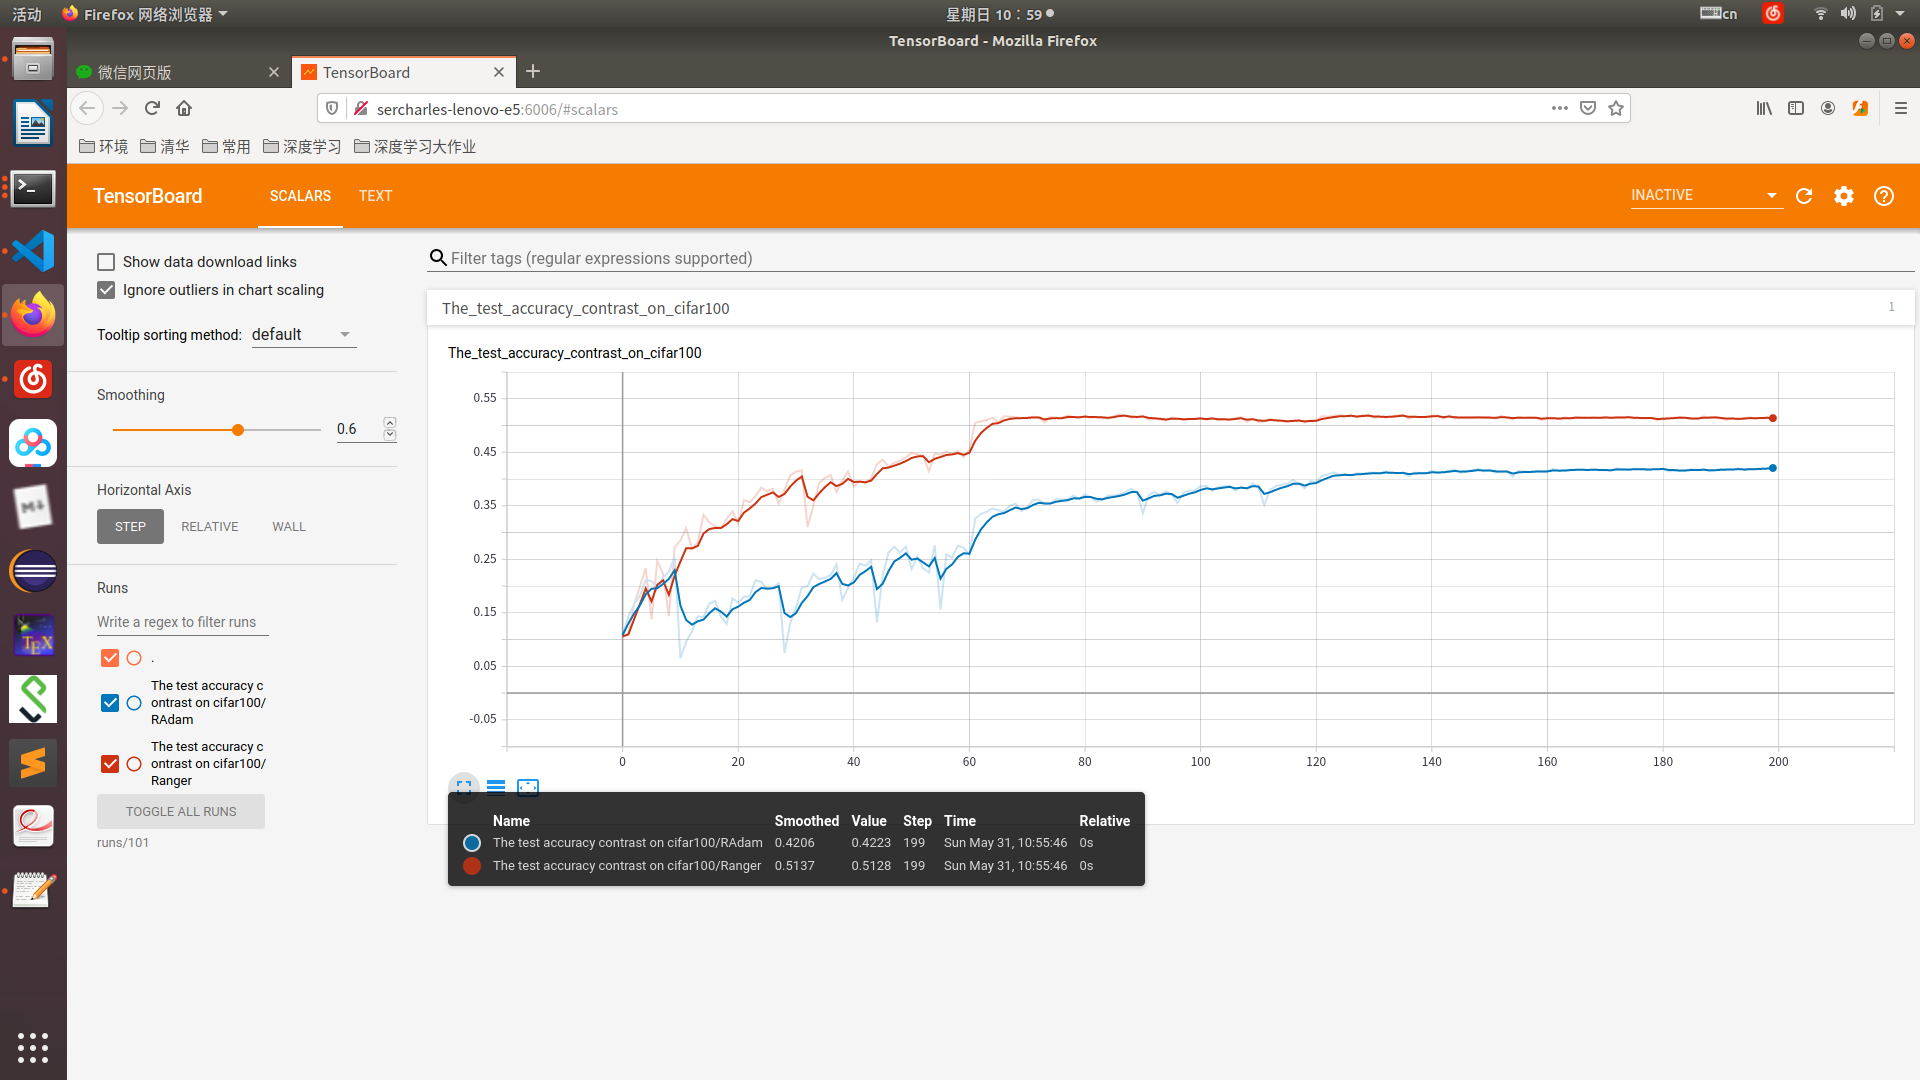 活动
Firefox 网络浏览器
星期日 10：59
cn
TensorBoard - Mozilla Firefox
微信网页版
TensorBoard
sercharles-lenovo-e5:6006/#scalars
环境
清华
常用
深度学习
深度学习大作业
TensorBoard
SCALARS
TEXT
INACTIVE
Show data download links
Ignore outliers in chart scaling
Tooltip sorting method: default
Smoothing
0.6
Horizontal Axis
STEP
RELATIVE
WALL
Runs
Write a regex to filter runs
.
The test accuracy c
ontrast on cifar100/
RAdam
The test accuracy c
ontrast on cifar100/
Ranger
TOGGLE ALL RUNS
runs/101
Filter tags (regular expressions supported)
The_test_accuracy_contrast_on_cifar100
1
The_test_accuracy_contrast_on_cifar100
0.55
0.45
0.35
0.25
0.15
0.05
-0.05
0 20 40 60 80 100 120 140 160 180 200
Name Smoothed Value Step Time Relative
The test accuracy contrast on cifar100/RAdam 0.4206 0.4223 199 Sun May 31, 10:55:46 0s
The test accuracy contrast on cifar100/Ranger 0.5137 0.5128 199 Sun May 31, 10:55:46 0s